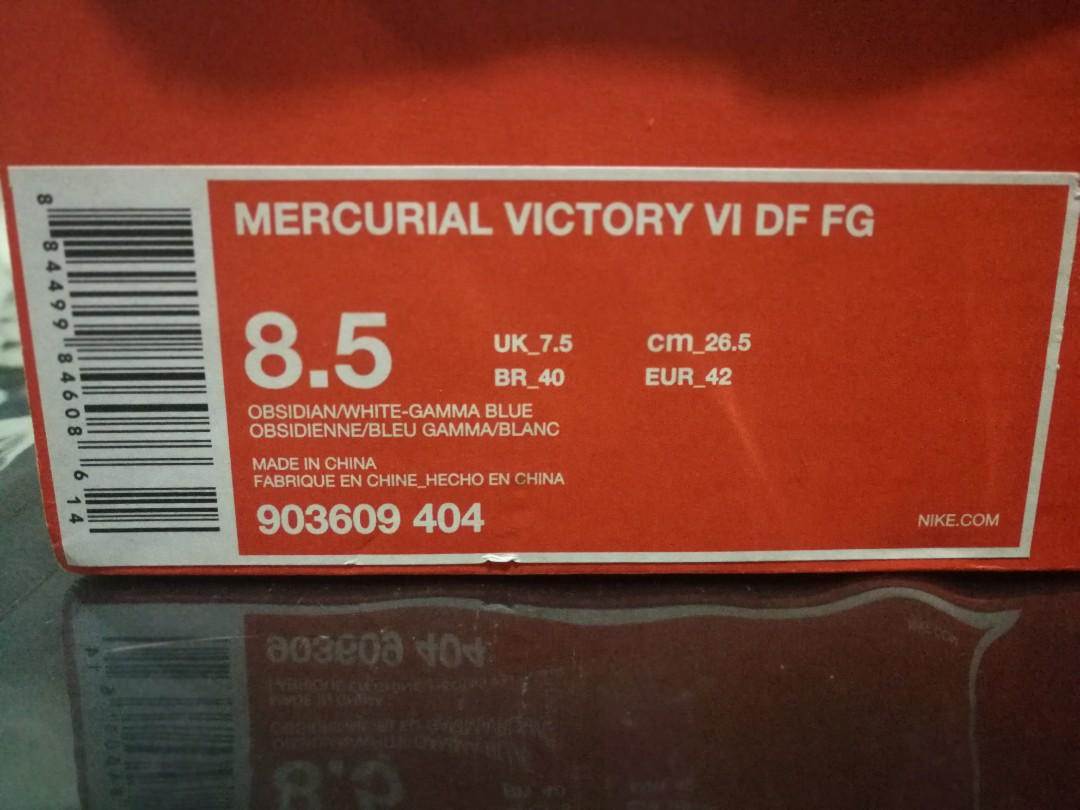 MERCURIAL VICTORY VI DF FG
8.5
UK_7.5
cm_26.5
BR_40
EUR_42
OBSIDIAN/WHITE-GAMMA BLUE
OBSIDIENNE/BLEU GAMMA/BLANC
MADE IN CHINA
FABRIQUE EN CHINE_HECHO EN CHINA
903609 404
NIKE.COM
8 84499 84608 6 14